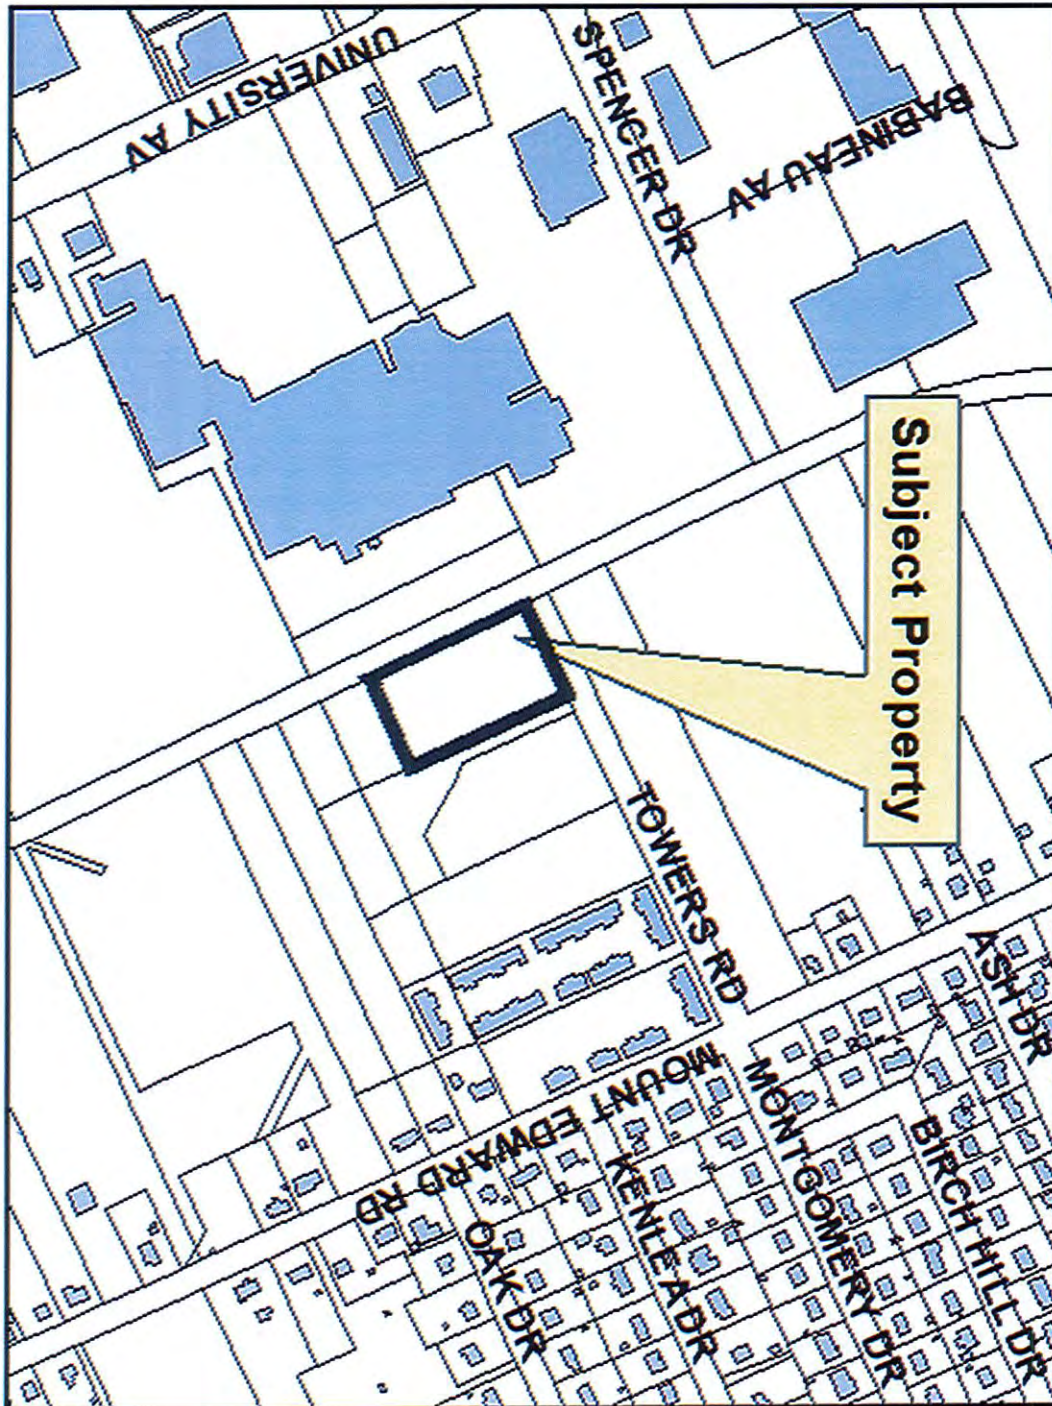 UNIVERSITY AV
SPENCER DR
BABINEAU AV
Subject Property
TOWERS RD
ASH DR
MOUNT EDWARD RD
MONTGOMERY DR
BIRCH HILL DR
KENLEA DR
OAK DR